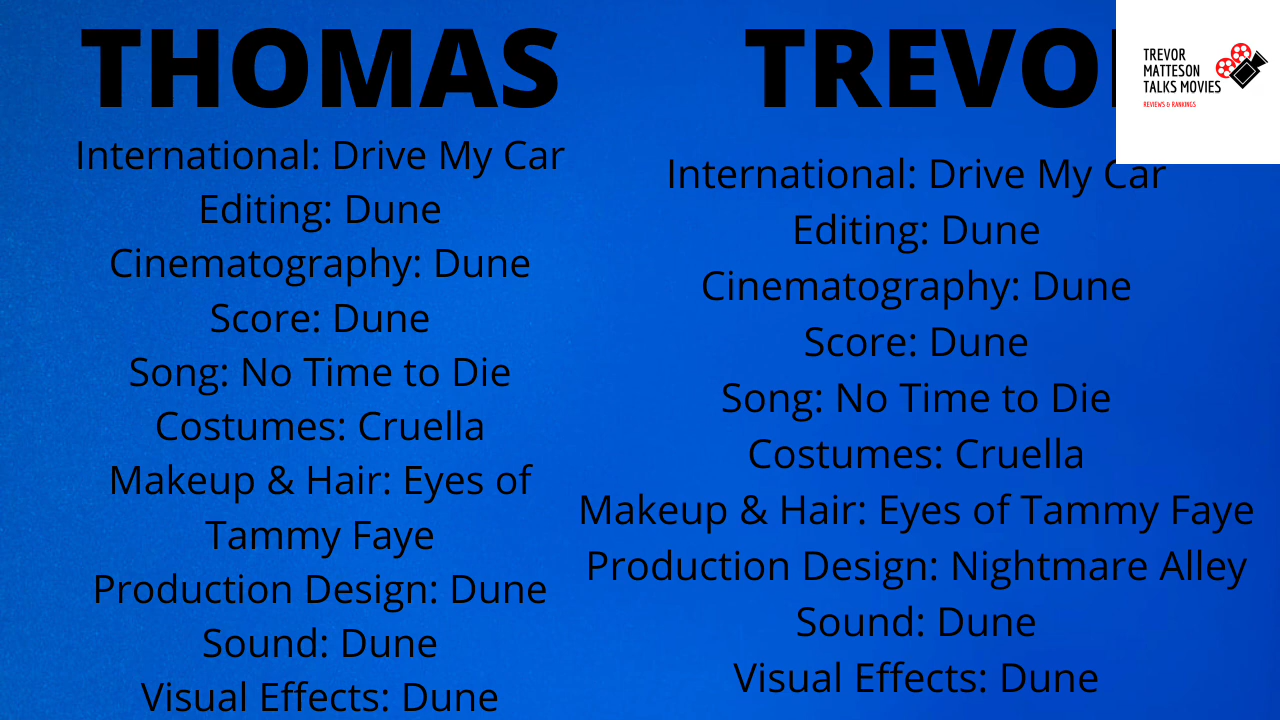 THOMAS
International: Drive My Car
Editing: Dune
Cinematography: Dune
Score: Dune
Song: No Time to Die
Costumes: Cruella
Makeup & Hair: Eyes of
Tammy Faye
Production Design: Dune
Sound: Dune
Visual Effects: Dune
TREVO
International: Drive My Car
Editing: Dune
Cinematography: Dune
Score: Dune
Song: No Time to Die
Costumes: Cruella
Makeup & Hair: Eyes of Tammy Faye
Production Design: Nightmare Alley
Sound: Dune
Visual Effects: Dune
TREVOR
MATTESON
TALKS MOVIES
REVIEWS & RANKINGS